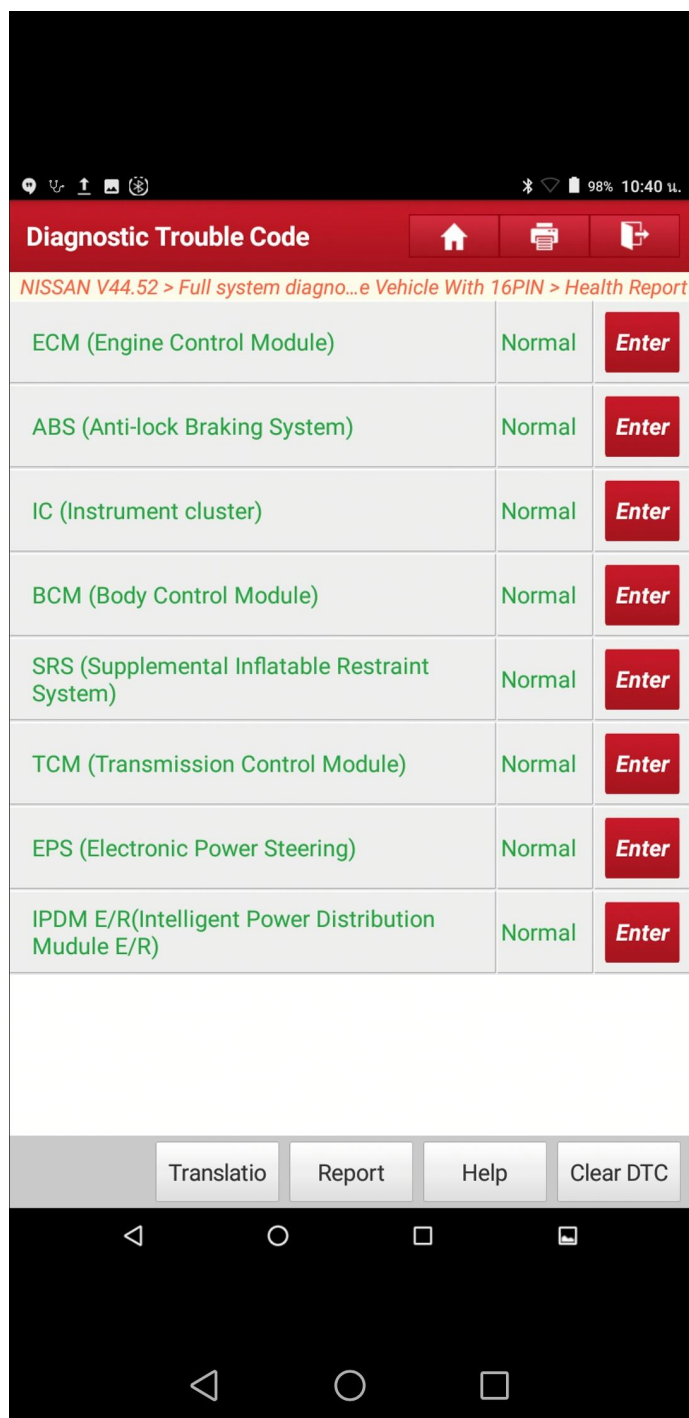 98% 10:40 น.
Diagnostic Trouble Code
NISSAN V44.52 > Full system diagno...e Vehicle With 16PIN > Health Report
ECM (Engine Control Module) Normal Enter
ABS (Anti-lock Braking System) Normal Enter
IC (Instrument cluster) Normal Enter
BCM (Body Control Module) Normal Enter
SRS (Supplemental Inflatable Restraint
System) Normal Enter
TCM (Transmission Control Module) Normal Enter
EPS (Electronic Power Steering) Normal Enter
IPDM E/R(Intelligent Power Distribution
Mudule E/R) Normal Enter
Translatio Report Help Clear DTC